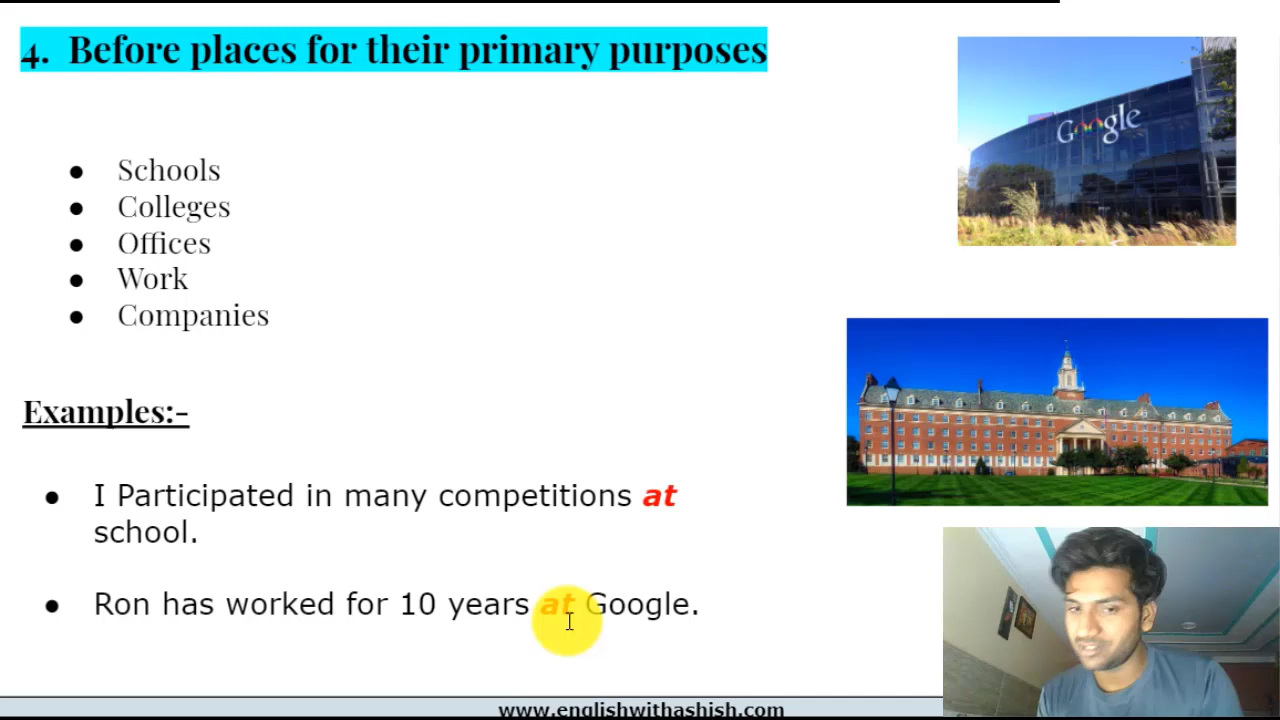 4. Before places for their primary purposes
Google
● Schools
● Colleges
● Offices
● Work
● Companies
Examples:-
● I Participated in many competitions at
school.
● Ron has worked for 10 years at Google.
www.englishwithashish.com